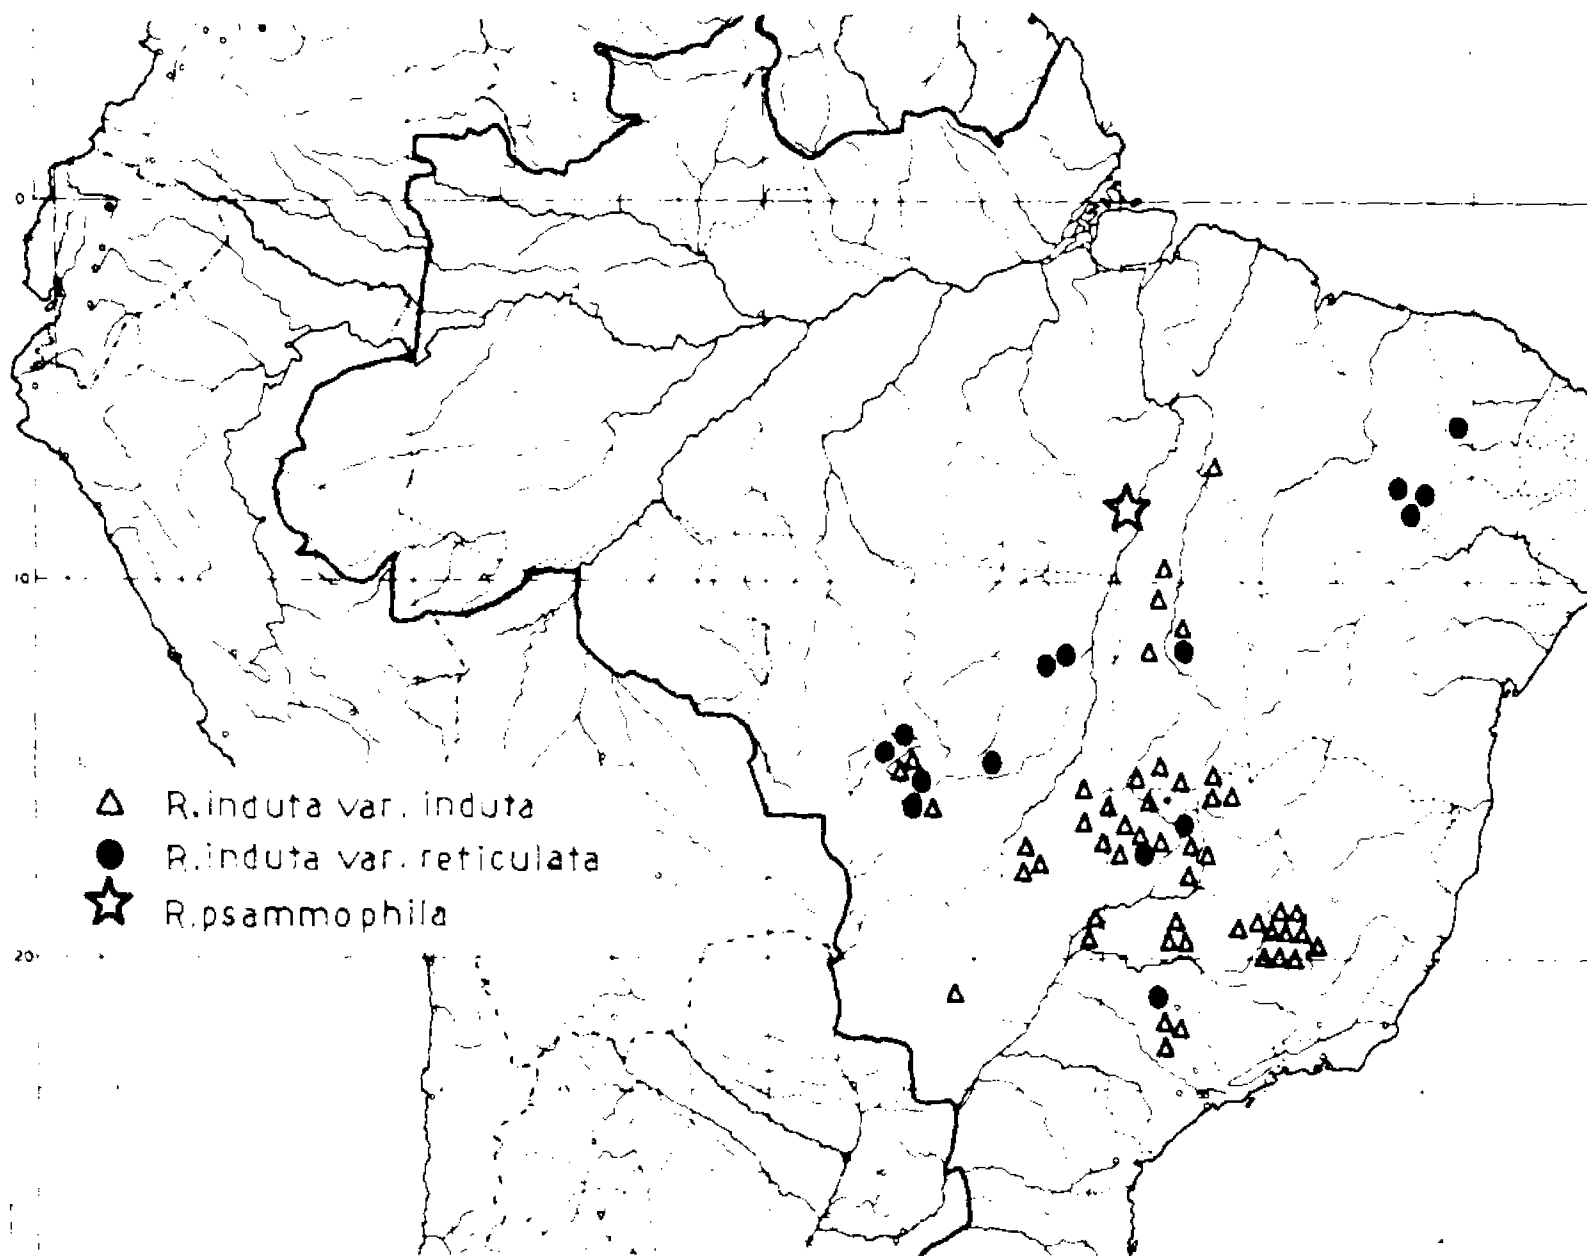 0
10
R.induta var. induta
R.induta var. reticulata
R.psammophila
20